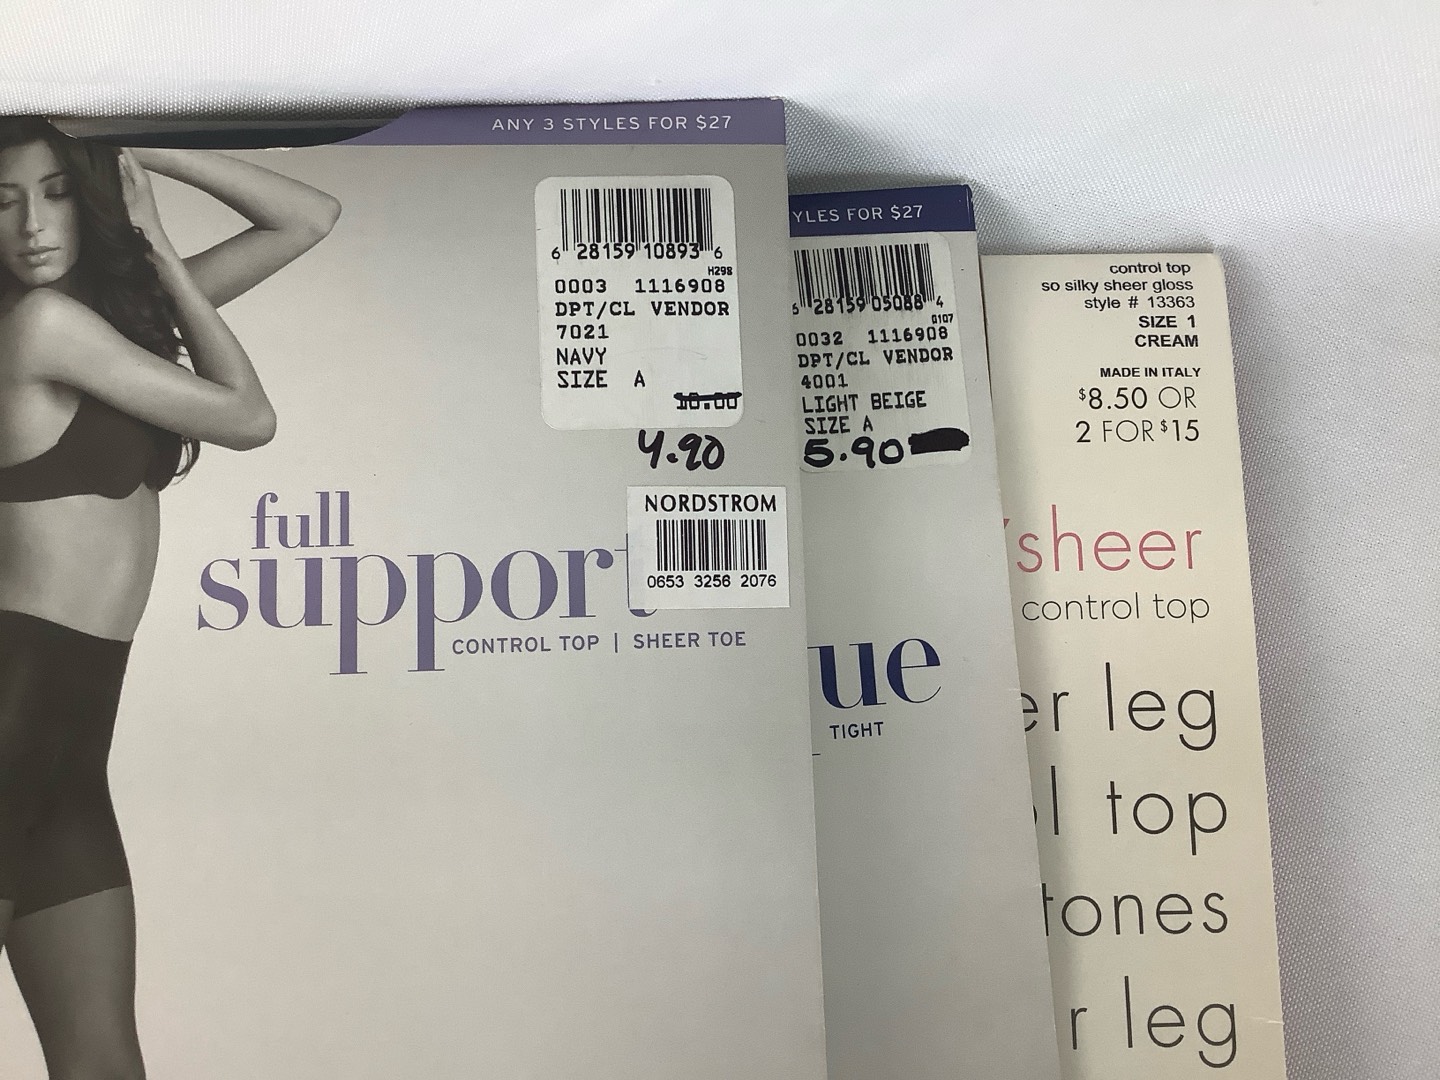 ANY 3 STYLES FOR $27
6 28159 10893 6
H298
0003 1116908
DPT/CL VENDOR
7021
NAVY
SIZE A
10.00
4.90
NORDSTROM
0653 3256 2076
full
support
CONTROL TOP | SHEER TOE
YLES FOR $27
6 28159 05088 4
0107
0032 1116908
DPT/CL VENDOR
4001
LIGHT BEIGE
SIZE A
5.90
ue
TIGHT
control top
so silky sheer gloss
style # 13363
SIZE 1
CREAM
MADE IN ITALY
$8.50 OR
2 FOR $15
sheer
control top
er leg
l top
tones
r leg